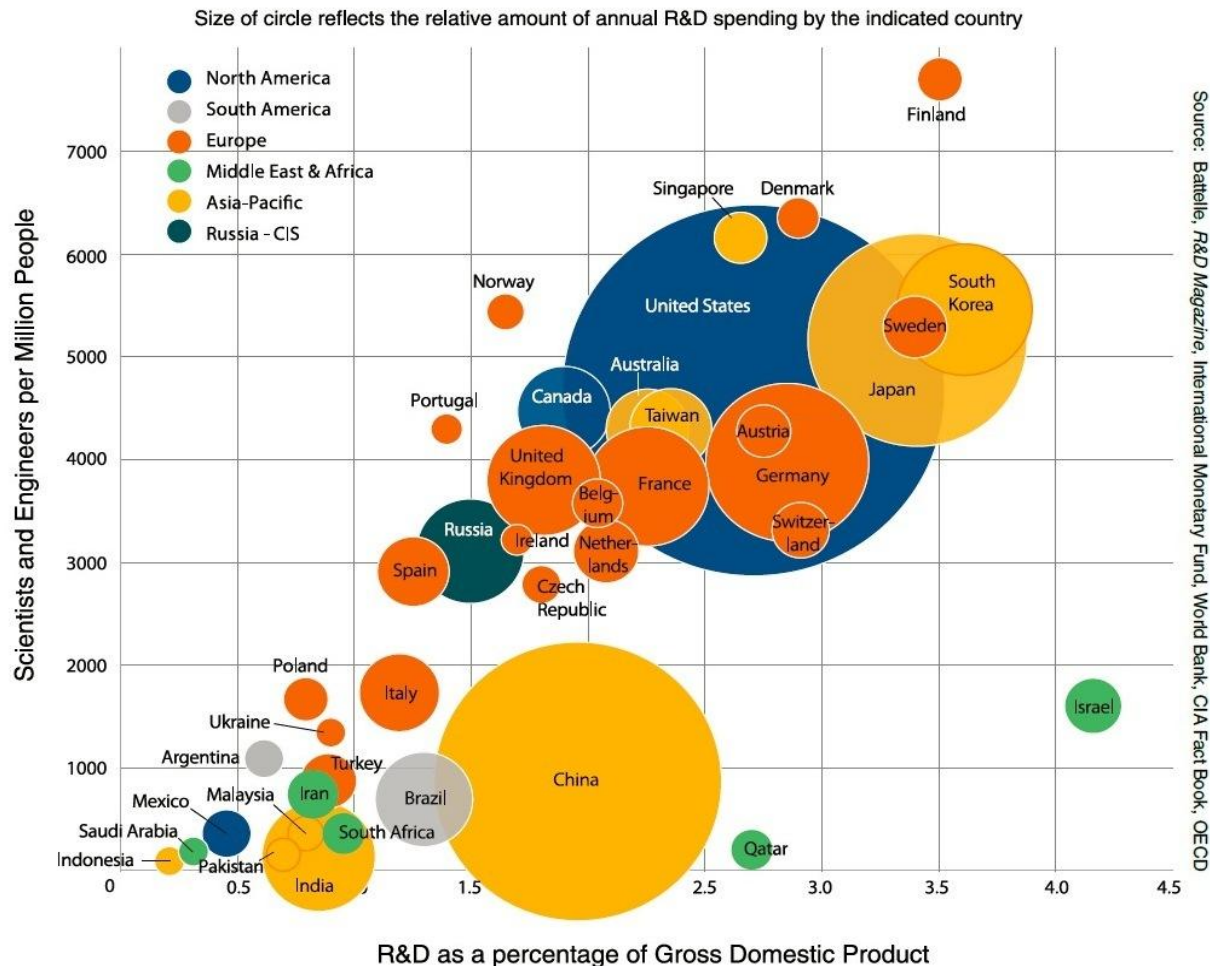 Size of circle reflects the relative amount of annual R&D spending by the indicated country
North America
South America
Europe
Middle East & Africa
Asia-Pacific
Russia - CIS
Scientists and Engineers per Million People
7000
6000
5000
4000
3000
2000
1000
Finland
Singapore
Denmark
Norway
United States
South
Korea
Sweden
Japan
Australia
Canada
Taiwan
Portugal
Austria
United
Kingdom
France
Germany
Belg-
ium
Russia
Ireland
Nether-
lands
Switzer-
land
Spain
Czech
Republic
Poland
Italy
Israel
Ukraine
Argentina
Turkey
China
Malaysia
Iran
Brazil
Mexico
Saudi Arabia
South Africa
Indonesia
Pakistan
India
Qatar
0
0.5
1.5
2.5
3.0
3.5
4.0
4.5
R&D as a percentage of Gross Domestic Product
Source: Battelle, R&D Magazine, International Monetary Fund, World Bank, CIA Fact Book, OECD